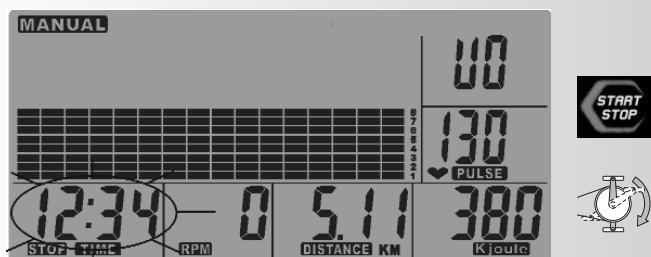 MANUAL
U0
START
STOP
8
7
6
5
4
3
2
1
130
PULSE
12:34
0
5.11
380
STOP TIME
RPM
DISTANCE KM
Kjoule